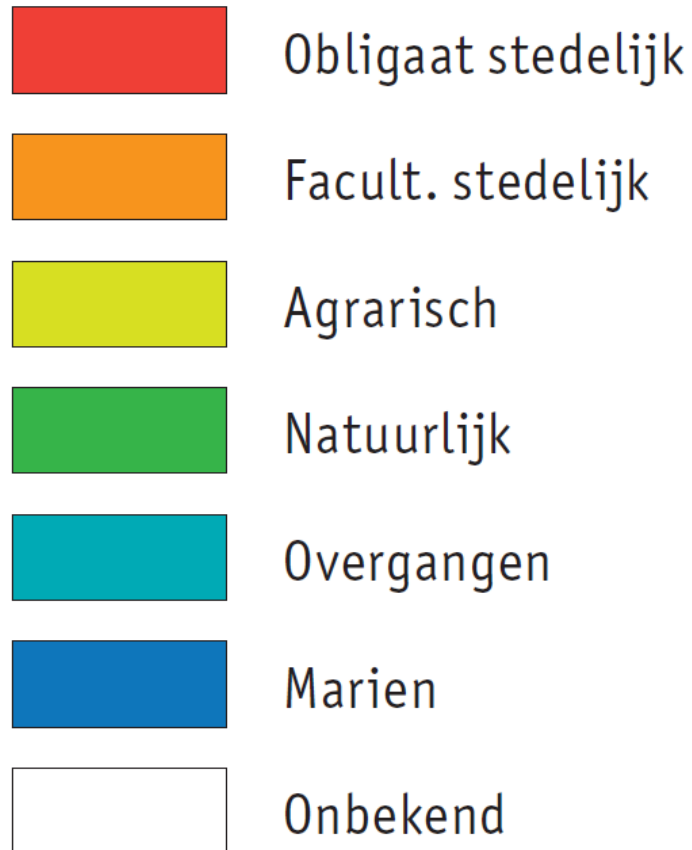 Obligaat stedelijk
Facult. stedelijk
Agrarisch
Natuurlijk
Overgangen
Marien
Onbekend